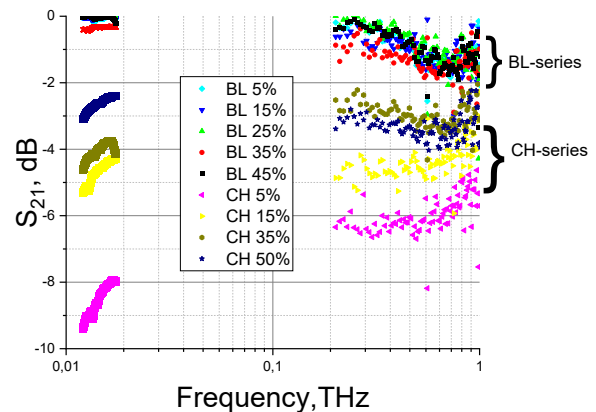 0
-2
-4
-6
-8
-10
S21, dB
0,01
0,1
1
Frequency,THz
BL 5%
BL 15%
BL 25%
BL 35%
BL 45%
CH 5%
CH 15%
CH 35%
CH 50%
BL-series
CH-series